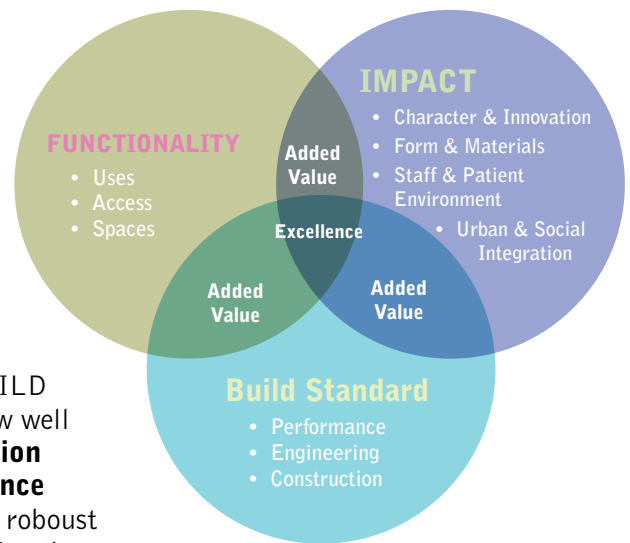 FUNCTIONALITY
• Uses
• Access
• Spaces
IMPACT
• Character & Innovation
• Form & Materials
• Staff & Patient
Environment
• Urban & Social
Integration
Added
Value
Excellence
Added
Value
Added
Value
Build Standard
• Performance
• Engineering
• Construction
ILD
w well
ion
nce
roboust